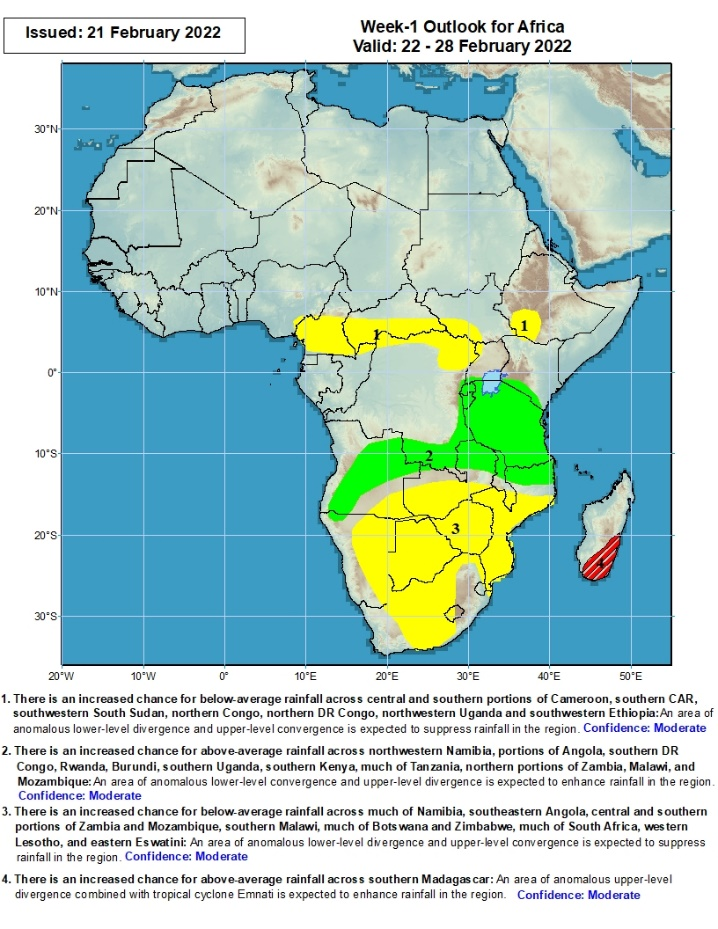 Issued: 21 February 2022
Week-1 Outlook for Africa
Valid: 22 - 28 February 2022
30°N
20°N
10°N
0°
10°S
20°S
30°S
1
1
2
3
4
20°W 10°W 0° 10°E 20°E 30°E 40°E 50°E
1. There is an increased chance for below-average rainfall across central and southern portions of Cameroon, southern CAR,
southwestern South Sudan, northern Congo, northern DR Congo, northwestern Uganda and southwestern Ethiopia: An area of
anomalous lower-level divergence and upper-level convergence is expected to suppress rainfall in the region. Confidence: Moderate
2. There is an increased chance for above-average rainfall across northwestern Namibia, portions of Angola, southern DR
Congo, Rwanda, Burundi, southern Uganda, southern Kenya, much of Tanzania, northern portions of Zambia, Malawi, and
Mozambique: An area of anomalous lower-level convergence and upper-level divergence is expected to enhance rainfall in the region.
Confidence: Moderate
3. There is an increased chance for below-average rainfall across much of Namibia, southeastern Angola, central and southern
portions of Zambia and Mozambique, southern Malawi, much of Botswana and Zimbabwe, much of South Africa, western
Lesotho, and eastern Eswatini: An area of anomalous lower-level divergence and upper-level convergence is expected to suppress
rainfall in the region. Confidence: Moderate
4. There is an increased chance for above-average rainfall across southern Madagascar: An area of anomalous upper-level
divergence combined with tropical cyclone Emnati is expected to enhance rainfall in the region. Confidence: Moderate